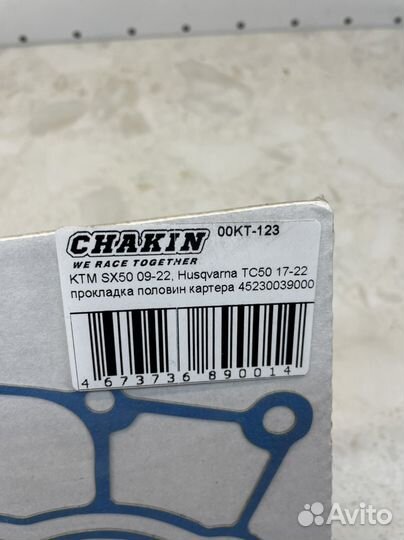 CHAKIN 00KT-123
WE RACE TOGETHER
KTM SX50 09-22, Husqvarna TC50 17-22
прокладка половин картера 45230039000
4 673736 890014
Avito